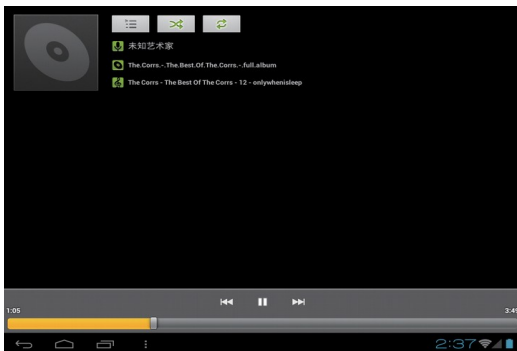 未知艺术家
The.Corrs.-.The.Best.Of.The.Corrs.-.full.album
The Corrs - The Best Of The Corrs - 12 - onlywhenisleep
1:05
3:49
2:37